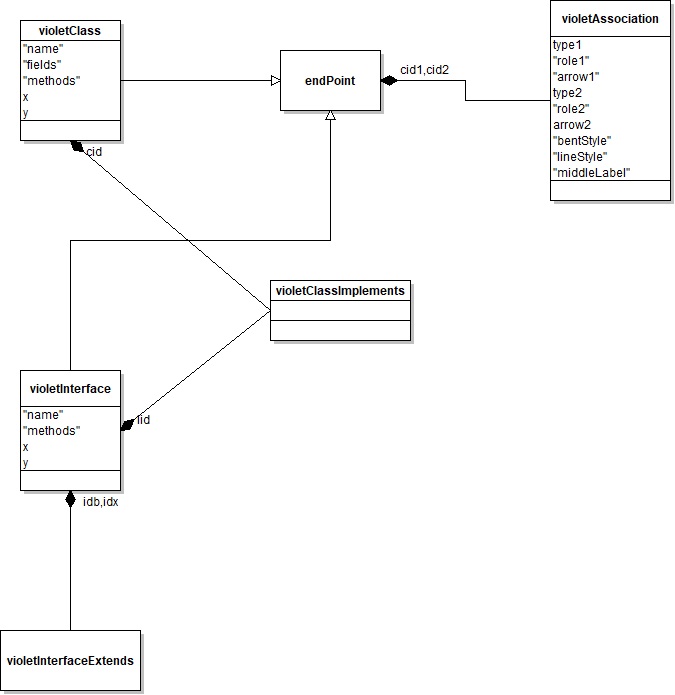 violetClass
"name"
"fields"
"methods"
x
y
cid
endPoint
cid1,cid2
violetAssociation
type1
"role1"
"arrow1"
type2
"role2"
arrow2
"bentStyle"
"lineStyle"
"middleLabel"
violetClassImplements
violetInterface
"name"
"methods"
x
y
iid
idb,idx
violetInterfaceExtends